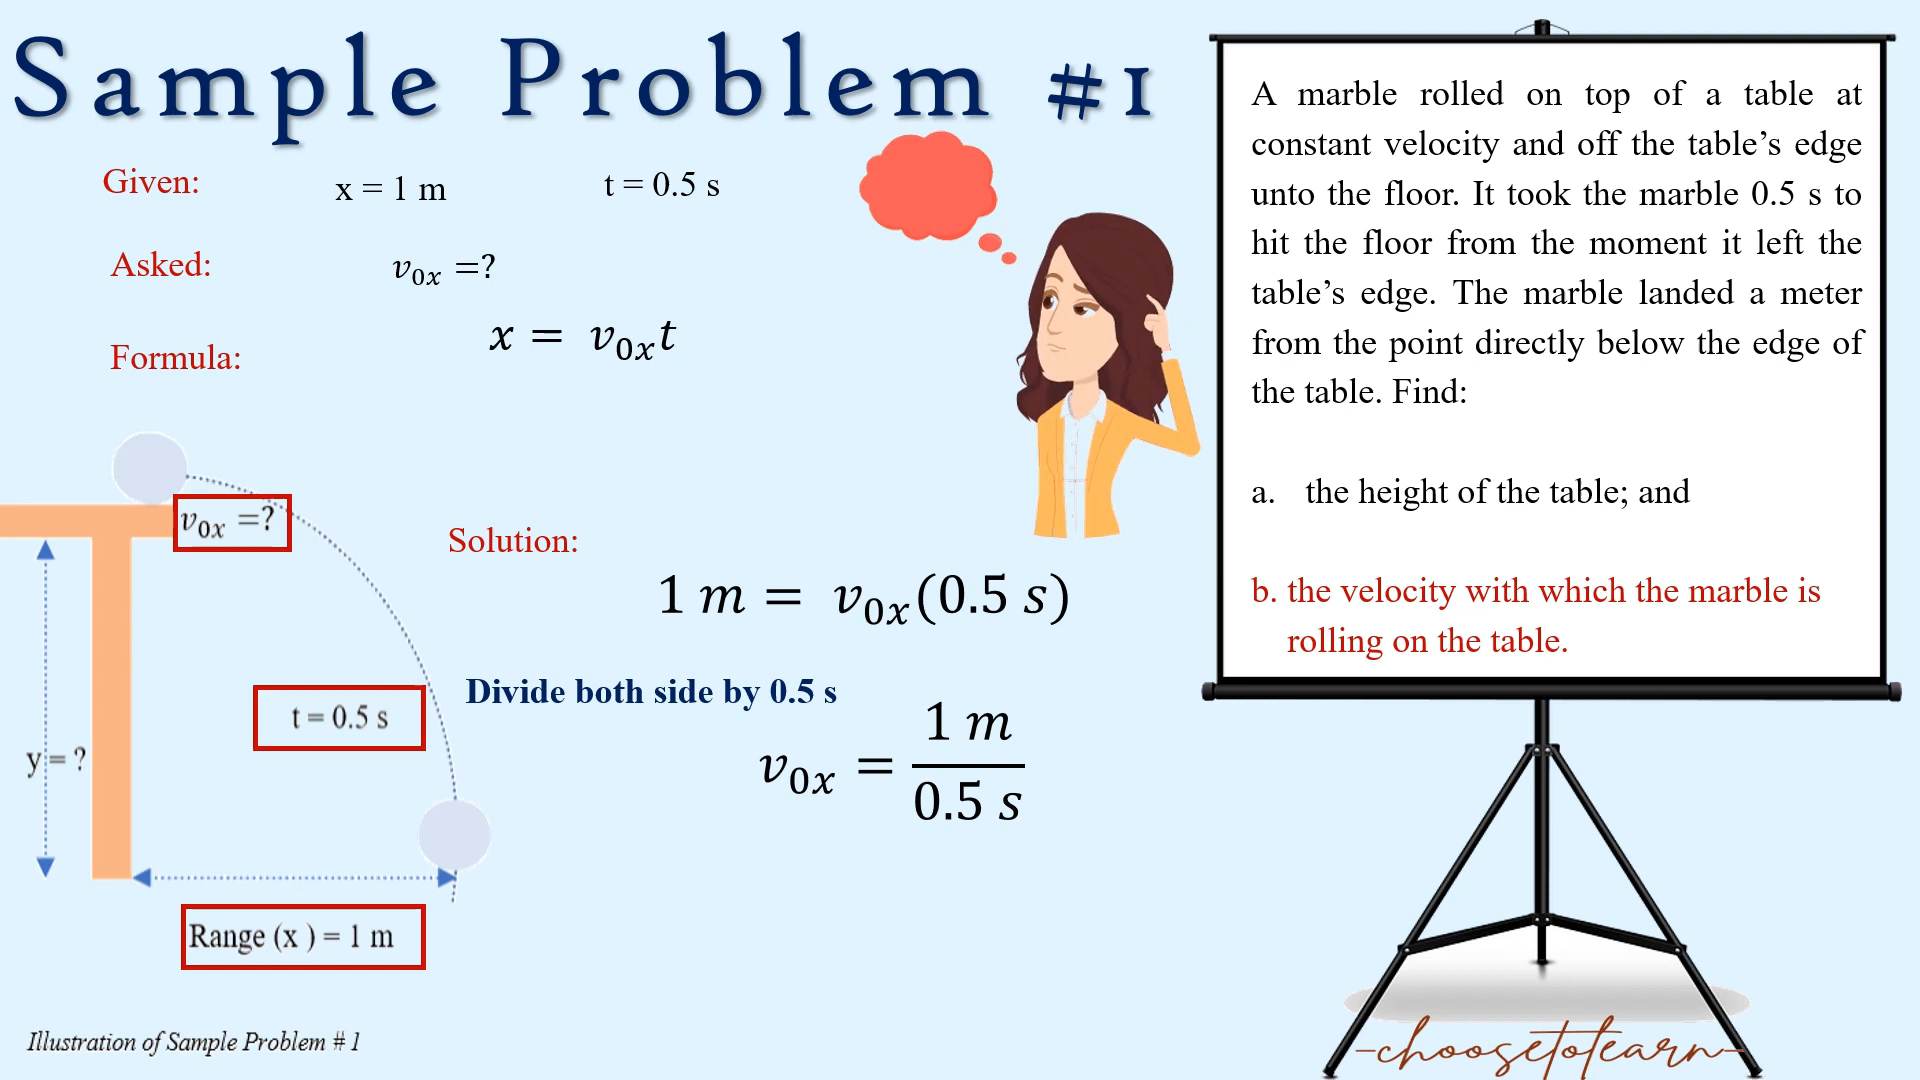 Sample Problem #1
Given:
x = 1 m
t = 0.5 s
Asked:
v₀ₓ =?
Formula:
x = v₀ₓt
v₀ₓ =?
t = 0.5 s
y = ?
Range (x ) = 1 m
Illustration of Sample Problem # 1
Solution:
1 m = v₀ₓ(0.5 s)
Divide both side by 0.5 s
v₀ₓ = 1 m / 0.5 s
A marble rolled on top of a table at
constant velocity and off the table’s edge
unto the floor. It took the marble 0.5 s to
hit the floor from the moment it left the
table’s edge. The marble landed a meter
from the point directly below the edge of
the table. Find:
a. the height of the table; and
b. the velocity with which the marble is
rolling on the table.
-choosetolearn-